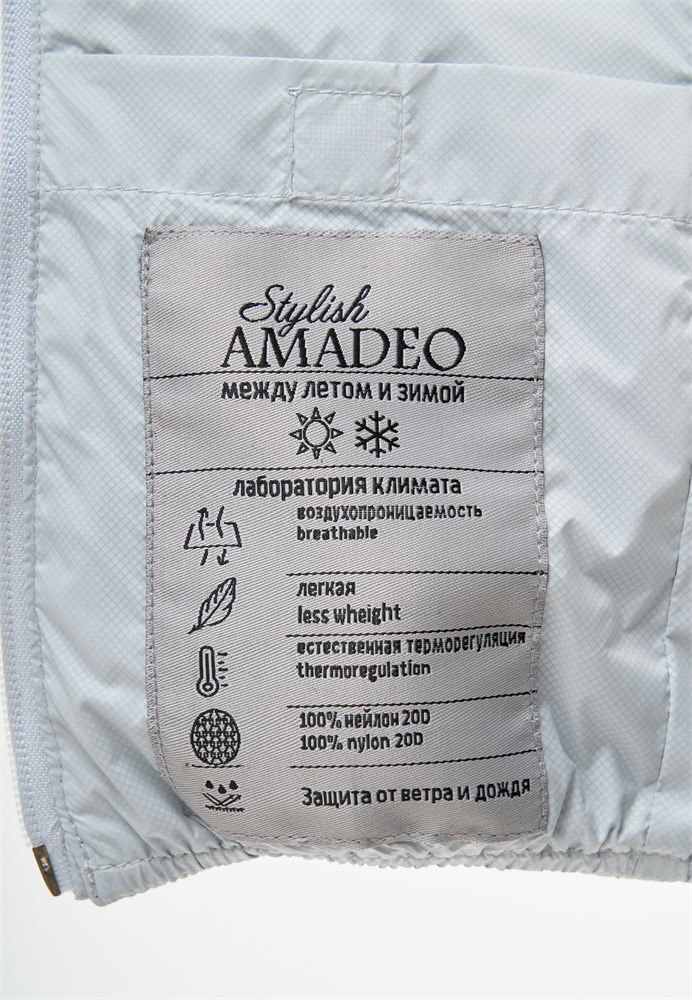 Stylish
AMADEO
между летом и зимой
лаборатория климата
воздухопроницаемость
breathable
легкая
less wheight
естественная терморегуляция
thermoregulation
100% нейлон 20D
100% nylon 20D
Защита от ветра и дождя